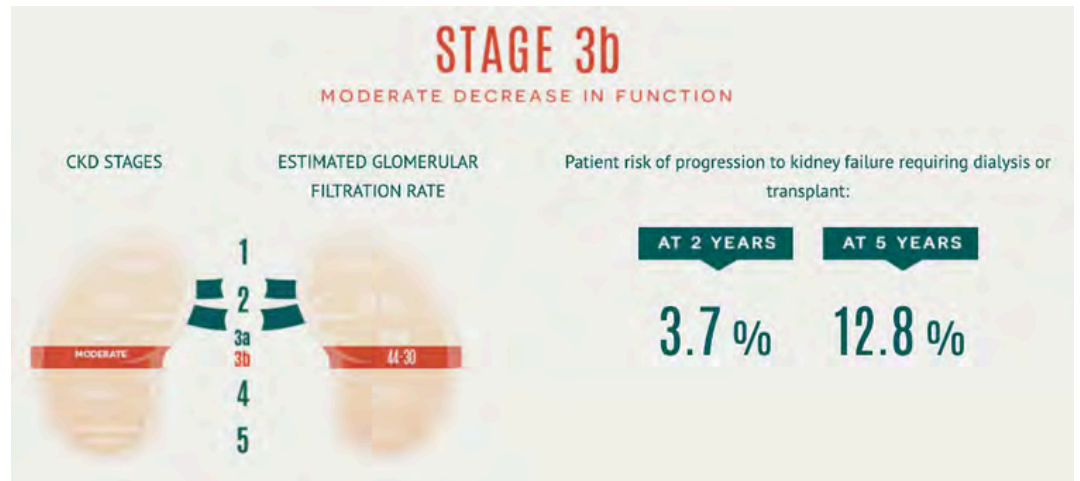 STAGE 3b
MODERATE DECREASE IN FUNCTION
CKD STAGES
ESTIMATED GLOMERULAR
FILTRATION RATE
1
2
3a
3b
4
5
MODERATE
44-30
Patient risk of progression to kidney failure requiring dialysis or
transplant:
AT 2 YEARS
AT 5 YEARS
3.7 %
12.8 %